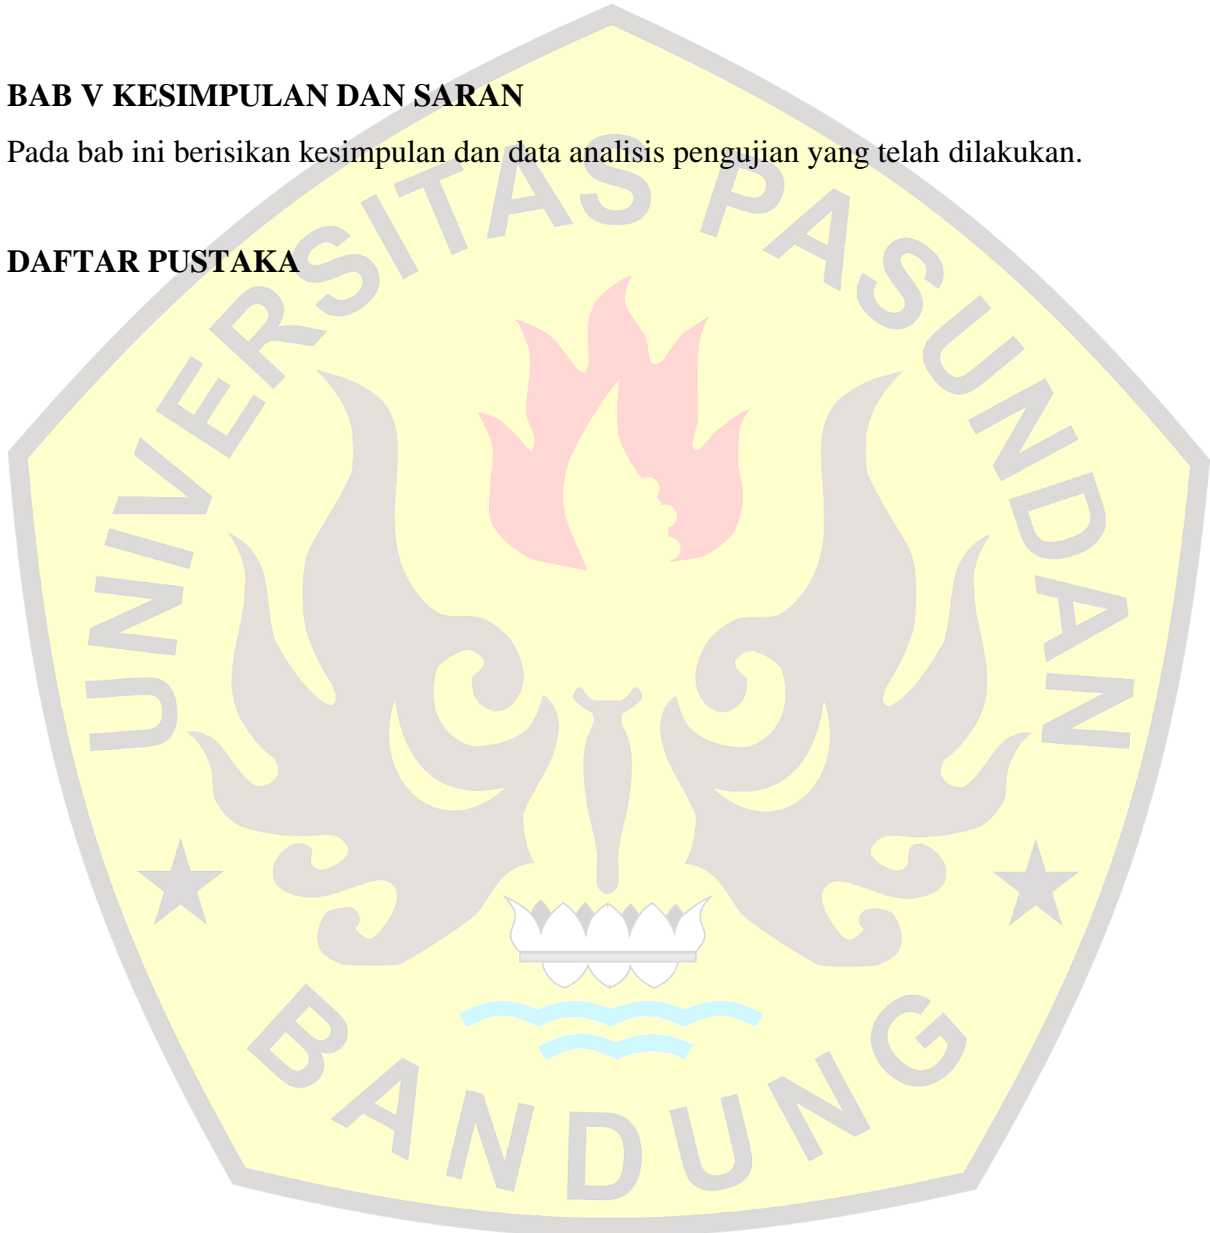 BAB V KESIMPULAN DAN SARAN
Pada bab ini berisikan kesimpulan dan data analisis pengujian yang telah dilakukan.
DAFTAR PUSTAKA
UNIVERSITAS PASUNDAN
BANDUNG